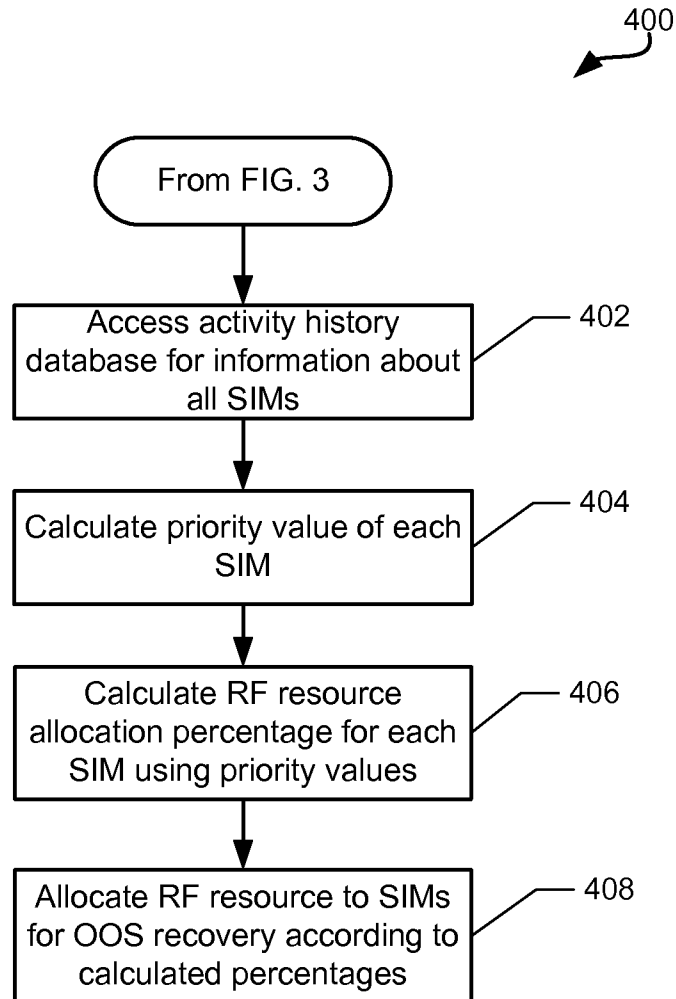 400
From FIG. 3
Access activity history
database for information about
all SIMs
402
Calculate priority value of each
SIM
404
Calculate RF resource
allocation percentage for each
SIM using priority values
406
Allocate RF resource to SIMs
for OOS recovery according to
calculated percentages
408